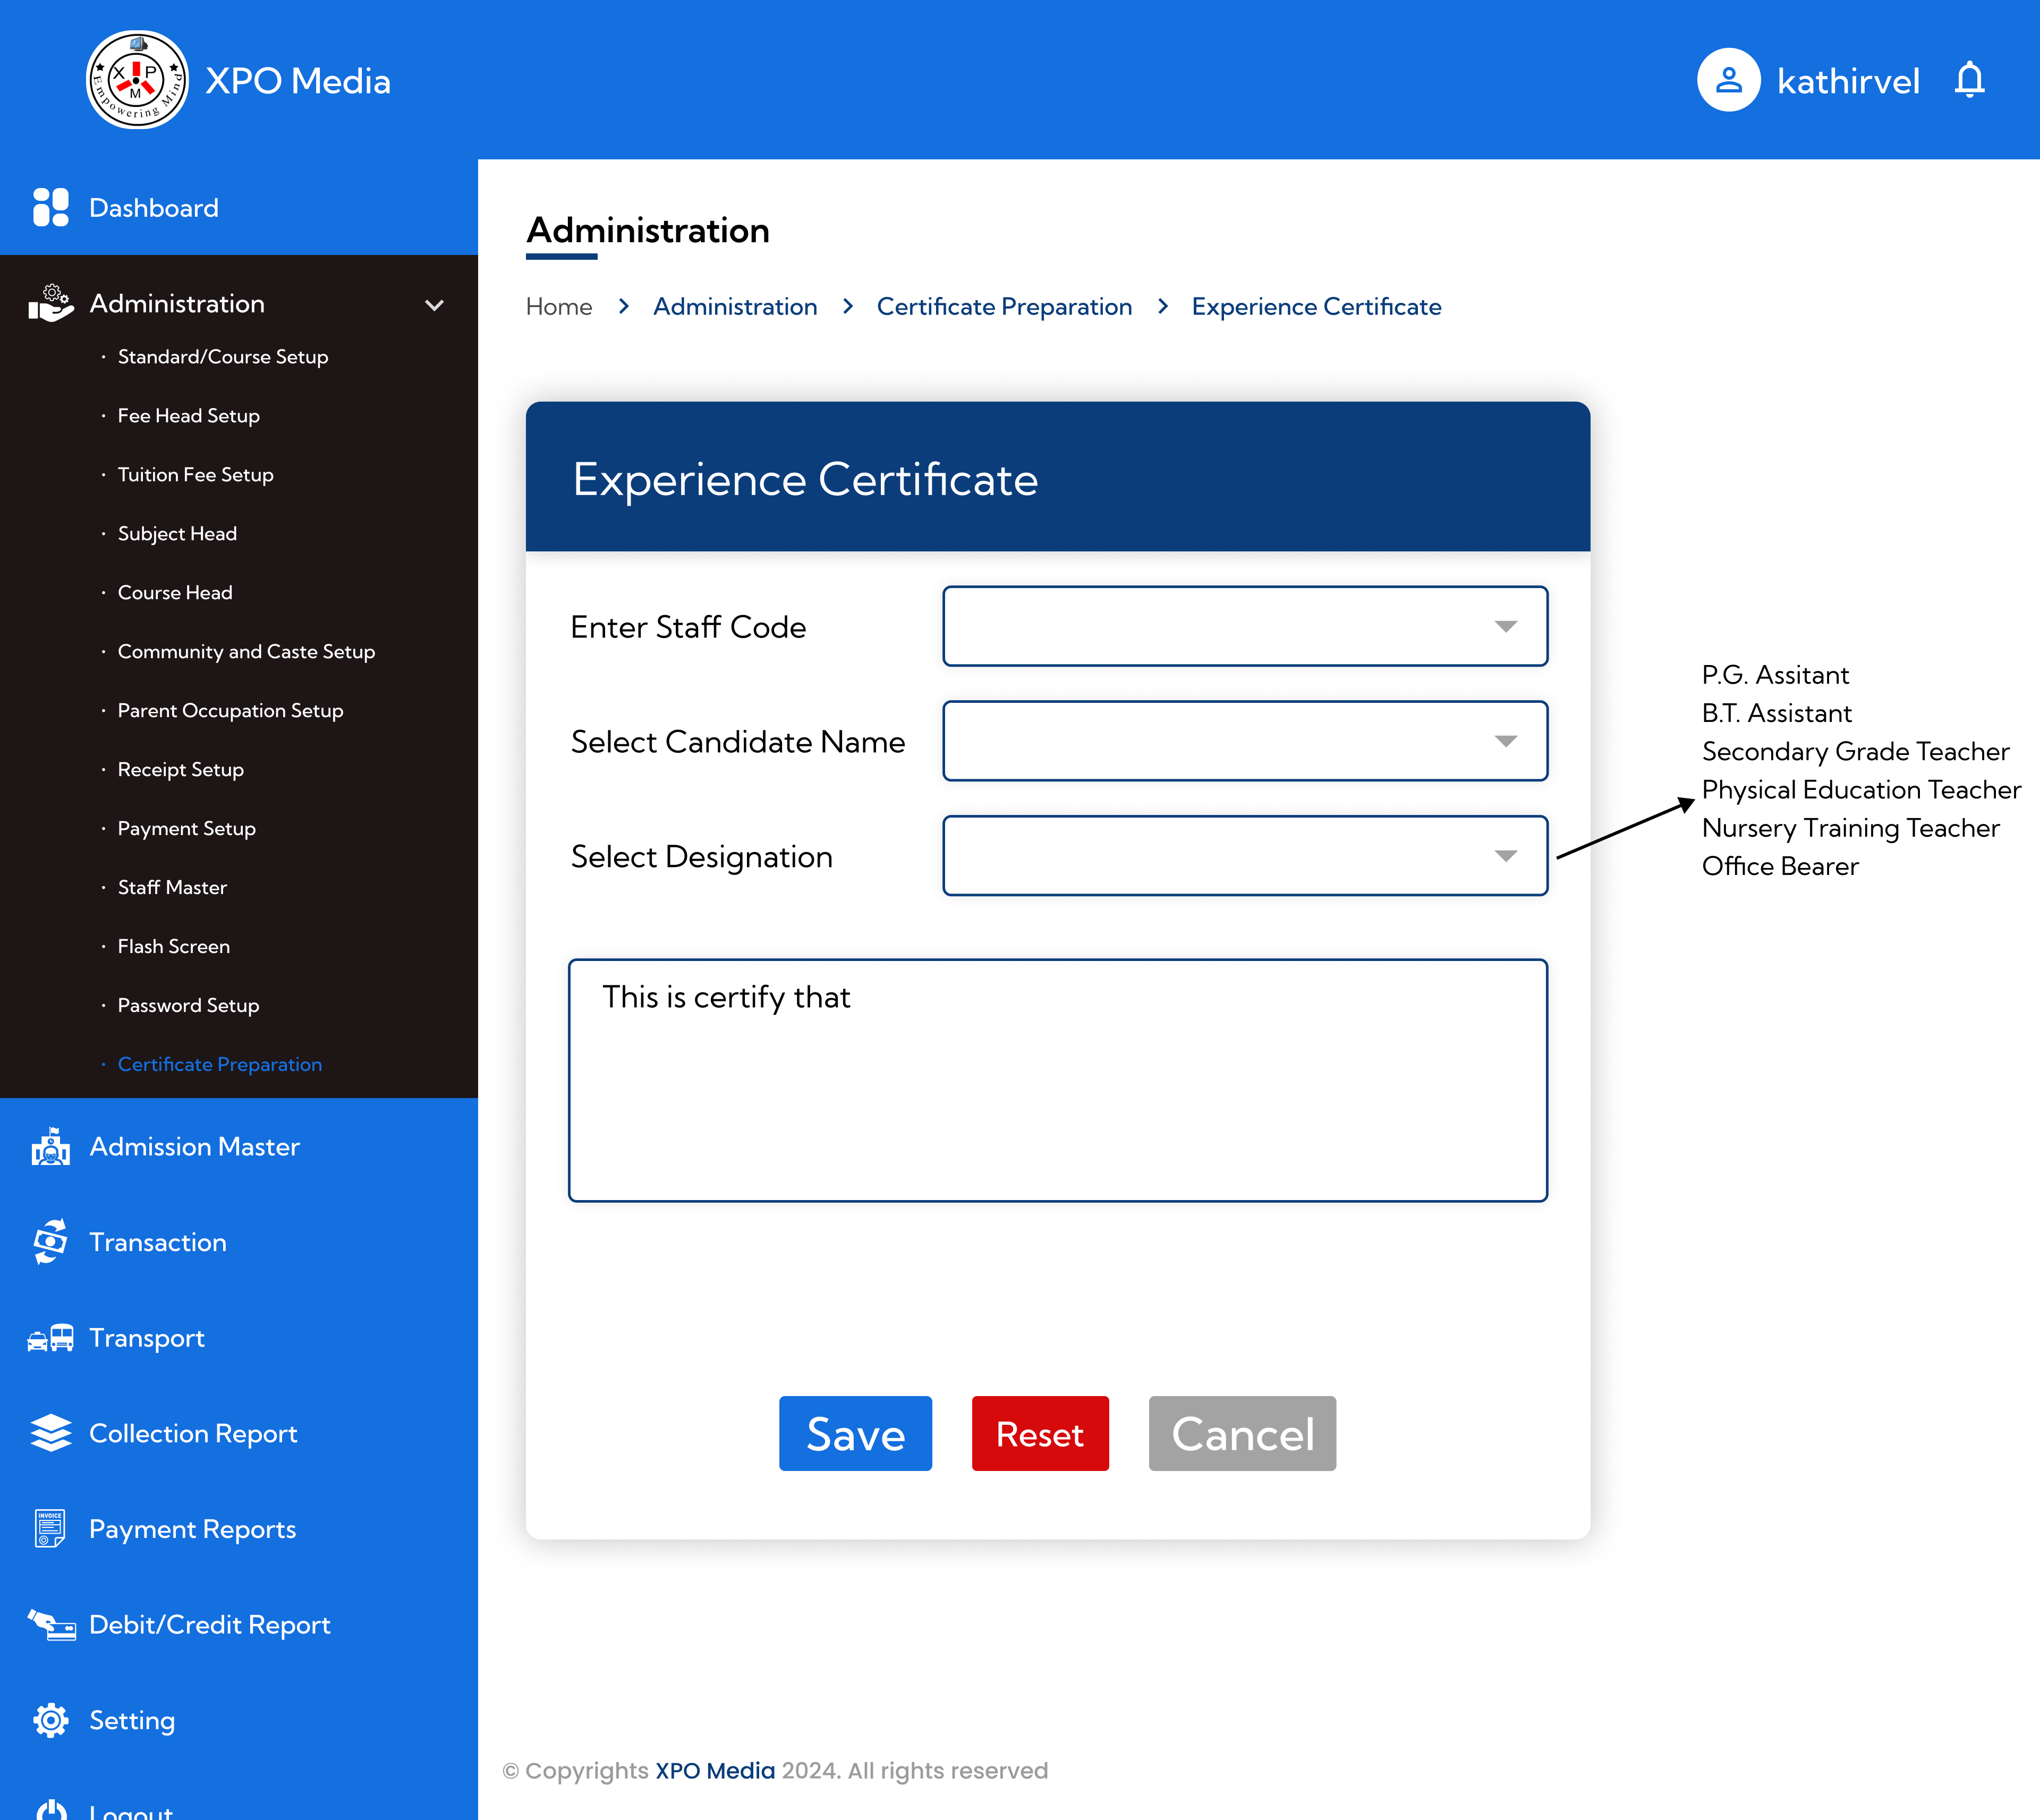 X P M
Empowering Mind
XPO Media
kathirvel
Dashboard
Administration
· Standard/Course Setup
· Fee Head Setup
· Tuition Fee Setup
· Subject Head
· Course Head
· Community and Caste Setup
· Parent Occupation Setup
· Receipt Setup
· Payment Setup
· Staff Master
· Flash Screen
· Password Setup
· Certificate Preparation
Admission Master
Transaction
Transport
Collection Report
INVOICE
Payment Reports
Debit/Credit Report
Setting
Logout
Administration
Home > Administration > Certificate Preparation > Experience Certificate
Experience Certificate
Enter Staff Code
Select Candidate Name
Select Designation
This is certify that
Save Reset Cancel
P.G. Assitant
B.T. Assistant
Secondary Grade Teacher
Physical Education Teacher
Nursery Training Teacher
Office Bearer
© Copyrights XPO Media 2024. All rights reserved